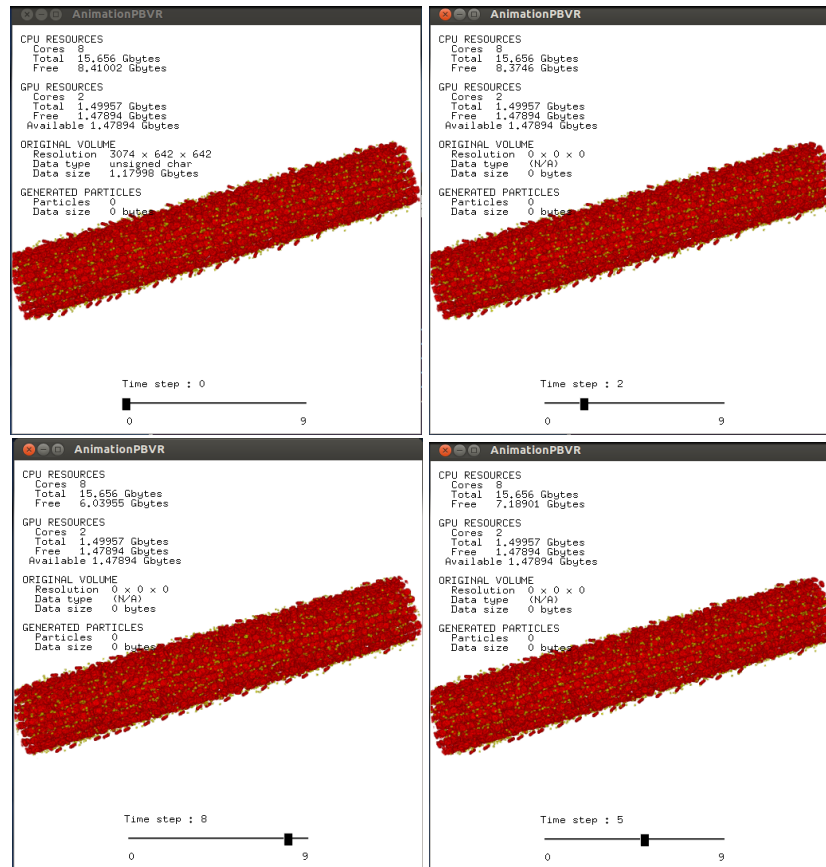 AnimationPBVR
CPU RESOURCES
Cores 8
Total 15.656 Gbytes
Free 8.41002 Gbytes
GPU RESOURCES
Cores 2
Total 1.49957 Gbytes
Free 1.47894 Gbytes
Available 1.47894 Gbytes
ORIGINAL VOLUME
Resolution 3074 x 642 x 642
Data type unsigned char
Data size 1.17998 Gbytes
GENERATED PARTICLES
Particles 0
Data size 0 bytes
Time step : 0
0 9
AnimationPBVR
CPU RESOURCES
Cores 8
Total 15.656 Gbytes
Free 8.3746 Gbytes
GPU RESOURCES
Cores 2
Total 1.49957 Gbytes
Free 1.47894 Gbytes
Available 1.47894 Gbytes
ORIGINAL VOLUME
Resolution 0 x 0 x 0
Data type (N/A)
Data size 0 bytes
GENERATED PARTICLES
Particles 0
Data size 0 bytes
Time step : 2
0 9
AnimationPBVR
CPU RESOURCES
Cores 8
Total 15.656 Gbytes
Free 6.03955 Gbytes
GPU RESOURCES
Cores 2
Total 1.49957 Gbytes
Free 1.47894 Gbytes
Available 1.47894 Gbytes
ORIGINAL VOLUME
Resolution 0 x 0 x 0
Data type (N/A)
Data size 0 bytes
GENERATED PARTICLES
Particles 0
Data size 0 bytes
Time step : 8
0 9
AnimationPBVR
CPU RESOURCES
Cores 8
Total 15.656 Gbytes
Free 7.18901 Gbytes
GPU RESOURCES
Cores 2
Total 1.49957 Gbytes
Free 1.47894 Gbytes
Available 1.47894 Gbytes
ORIGINAL VOLUME
Resolution 0 x 0 x 0
Data type (N/A)
Data size 0 bytes
GENERATED PARTICLES
Particles 0
Data size 0 bytes
Time step : 5
0 9